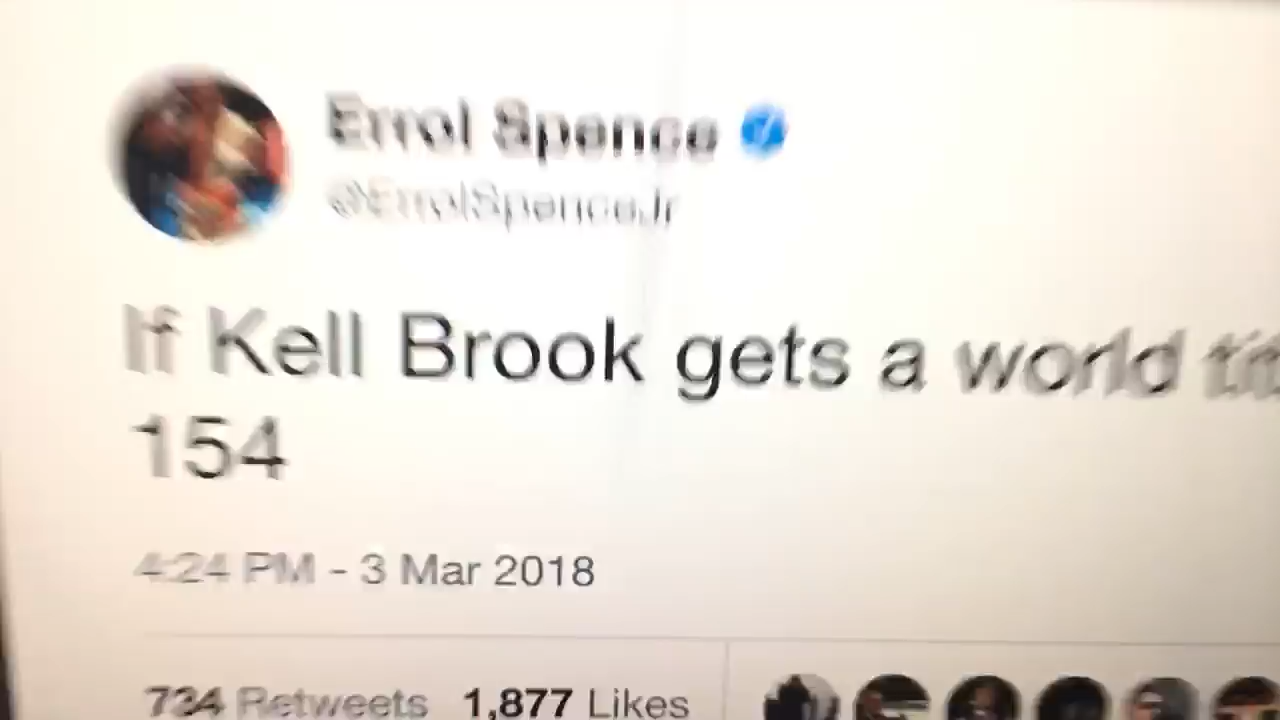 Errol Spence
@ErrolSpenceJr
If Kell Brook gets a world
154
4:24 PM - 3 Mar 2018
734 Retweets 1,877 Likes